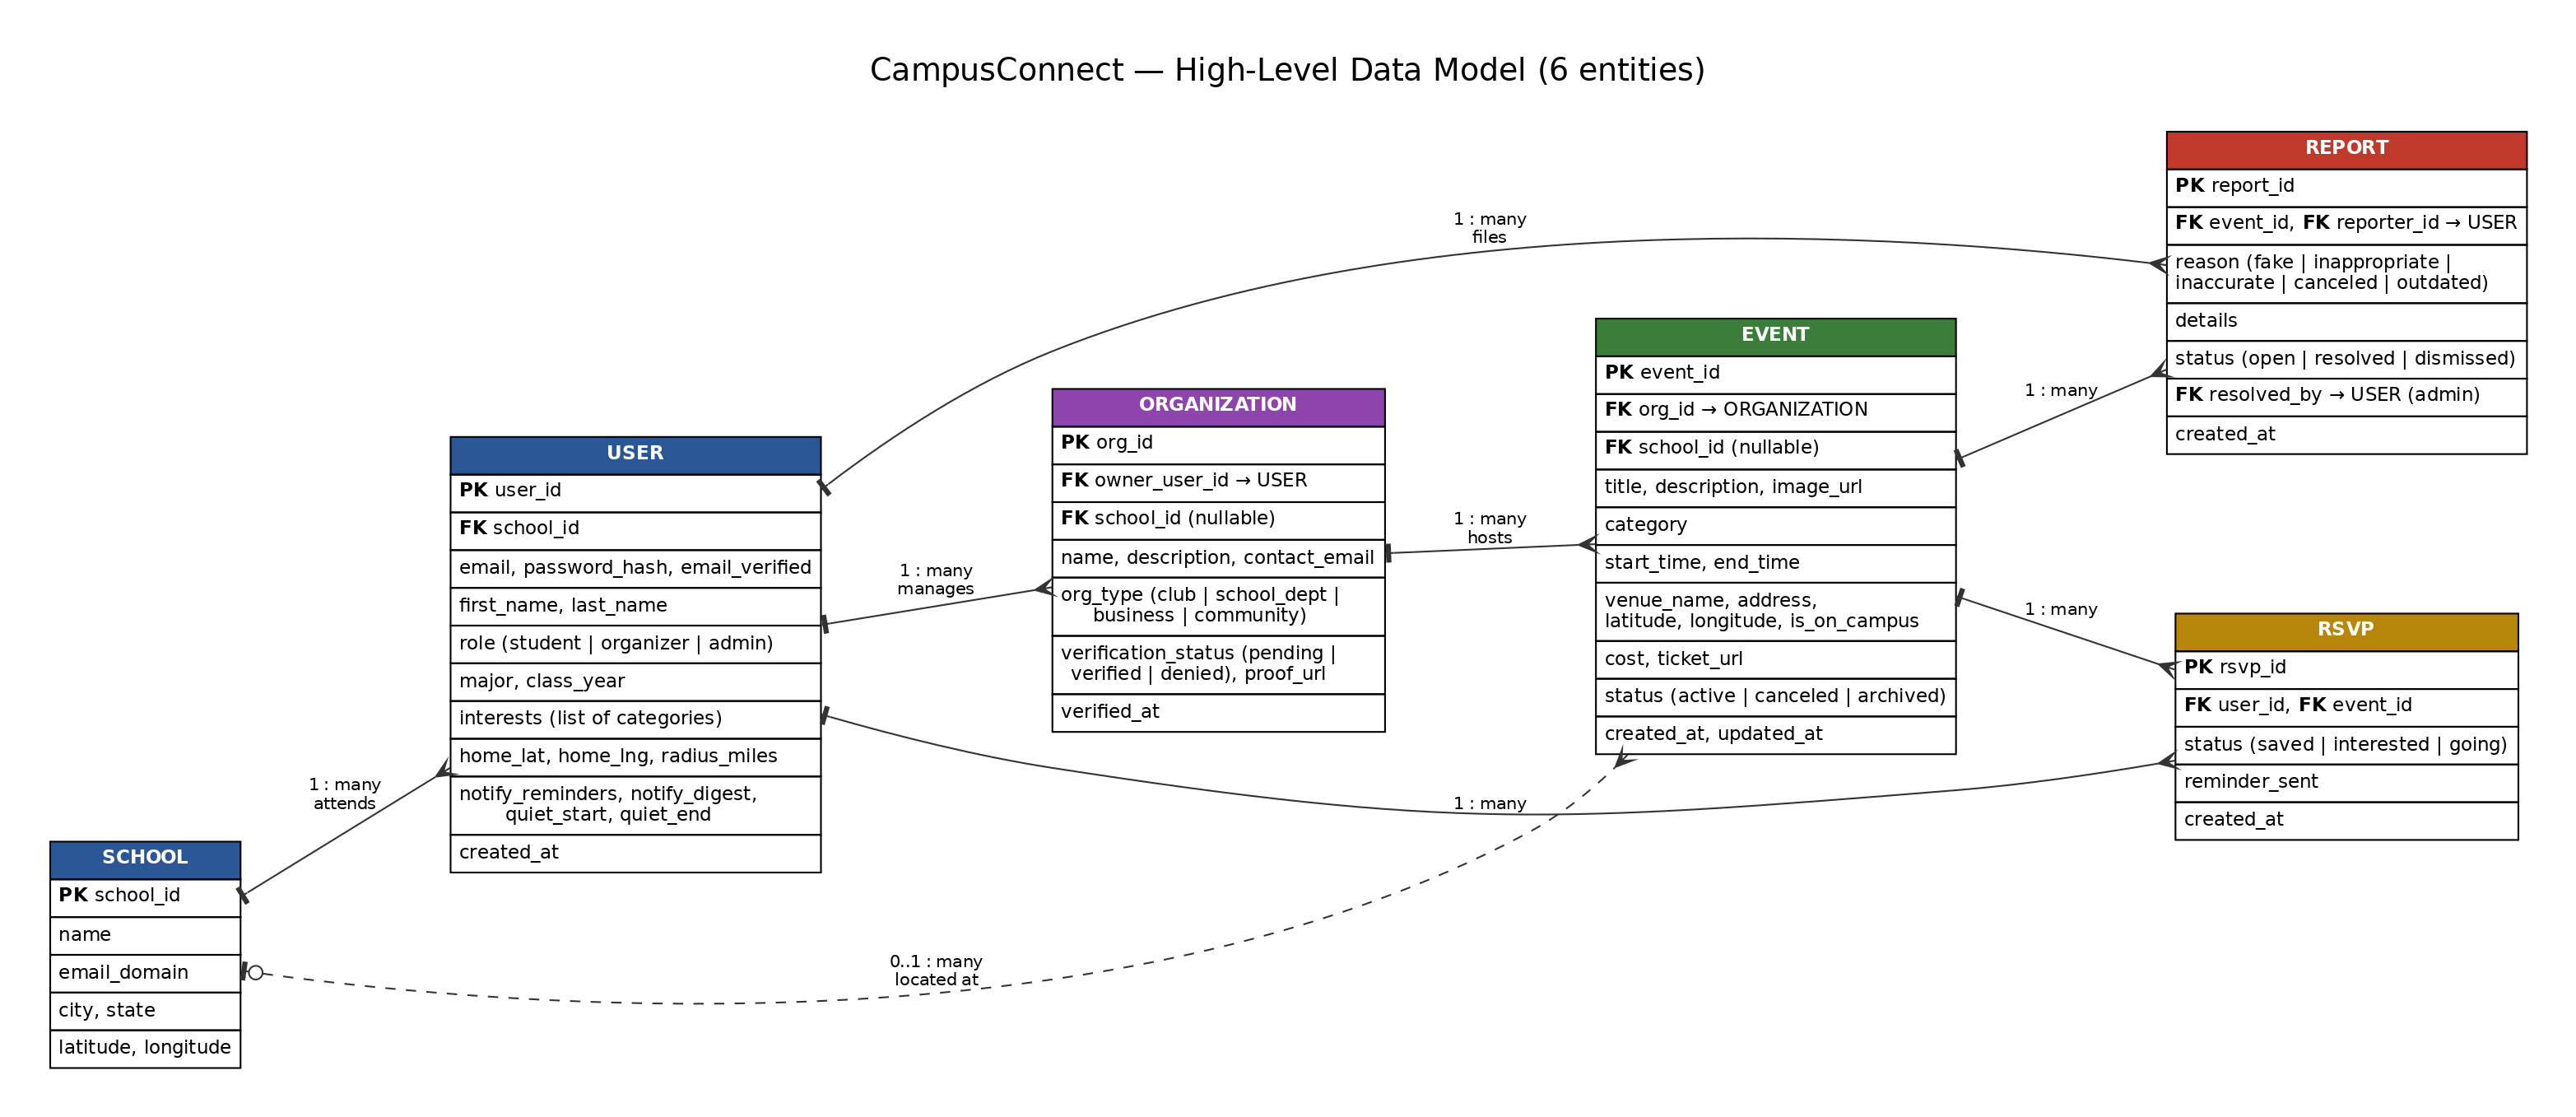 CampusConnect — High-Level Data Model (6 entities)
SCHOOL
PK school_id
name
email_domain
city, state
latitude, longitude
1 : many
attends
USER
PK user_id
FK school_id
email, password_hash, email_verified
first_name, last_name
role (student | organizer | admin)
major, class_year
interests (list of categories)
home_lat, home_lng, radius_miles
notify_reminders, notify_digest,
quiet_start, quiet_end
created_at
1 : many
manages
0..1 : many
located at
ORGANIZATION
PK org_id
FK owner_user_id → USER
FK school_id (nullable)
name, description, contact_email
org_type (club | school_dept |
business | community)
verification_status (pending |
verified | denied), proof_url
verified_at
1 : many
files
1 : many
hosts
1 : many
EVENT
PK event_id
FK org_id → ORGANIZATION
FK school_id (nullable)
title, description, image_url
category
start_time, end_time
venue_name, address,
latitude, longitude, is_on_campus
cost, ticket_url
status (active | canceled | archived)
created_at, updated_at
1 : many
1 : many
REPORT
PK report_id
FK event_id, FK reporter_id → USER
reason (fake | inappropriate |
inaccurate | canceled | outdated)
details
status (open | resolved | dismissed)
FK resolved_by → USER (admin)
created_at
RSVP
PK rsvp_id
FK user_id, FK event_id
status (saved | interested | going)
reminder_sent
created_at